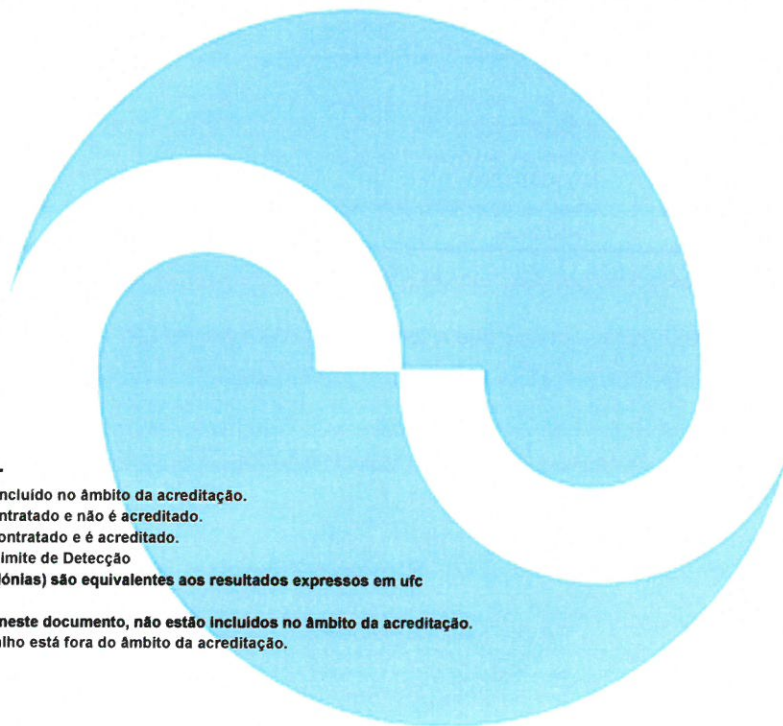 ncluído no âmbito da acreditação.
ntratado e não é acreditado.
ontratado e é acreditado.
imite de Detecção
lónias) são equivalentes aos resultados expressos em ufc
neste documento, não estão incluídos no âmbito da acreditação.
lho está fora do âmbito da acreditação.